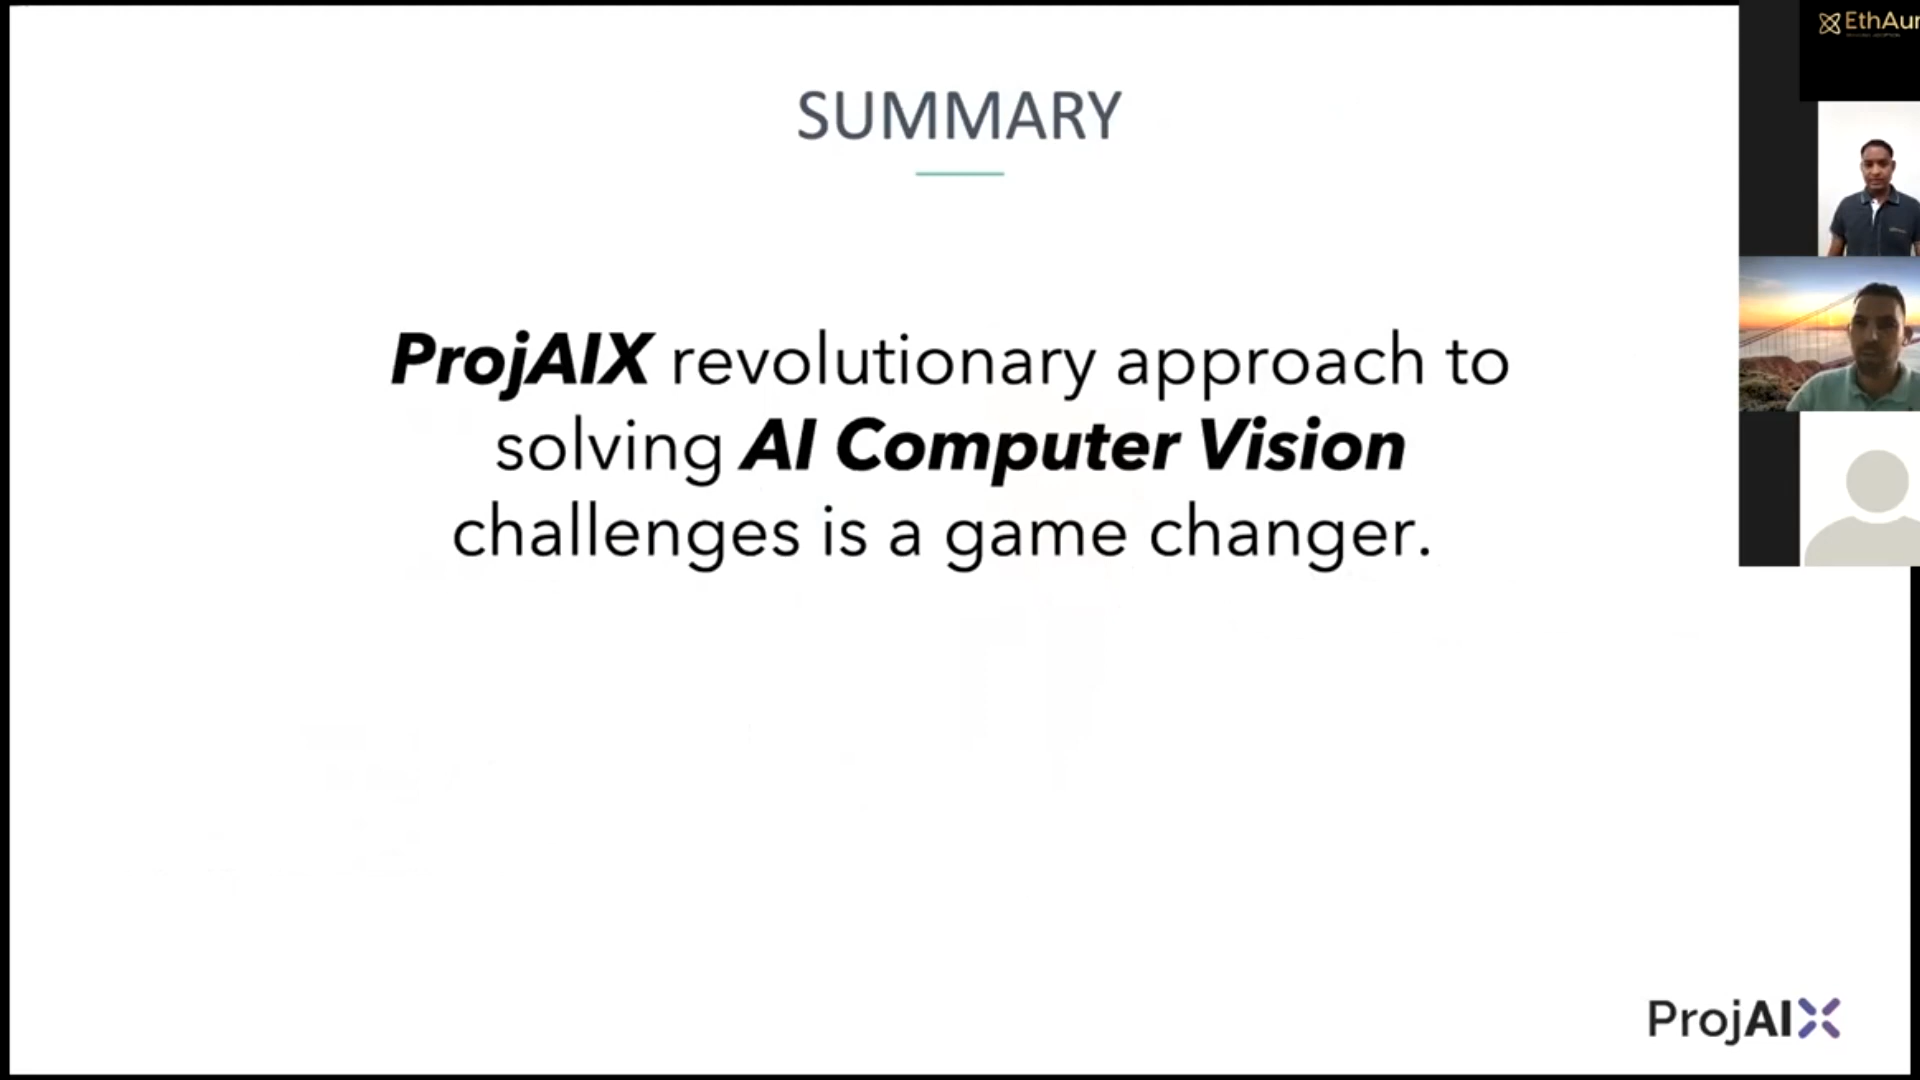 SUMMARY
ProjAIX revolutionary approach to
solving AI Computer Vision
challenges is a game changer.
EthAur
ProjAIX